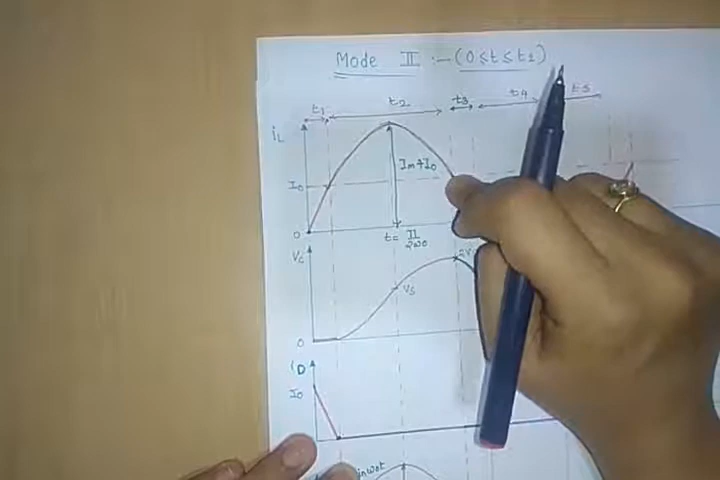 Mode II :- (0 ≤ t ≤ t1)
t1 t2 t3 t4 t5
iL
Im+Io
Io
0
t = π/2ω0
Vc
Vs
0
iD
Io
inω0t